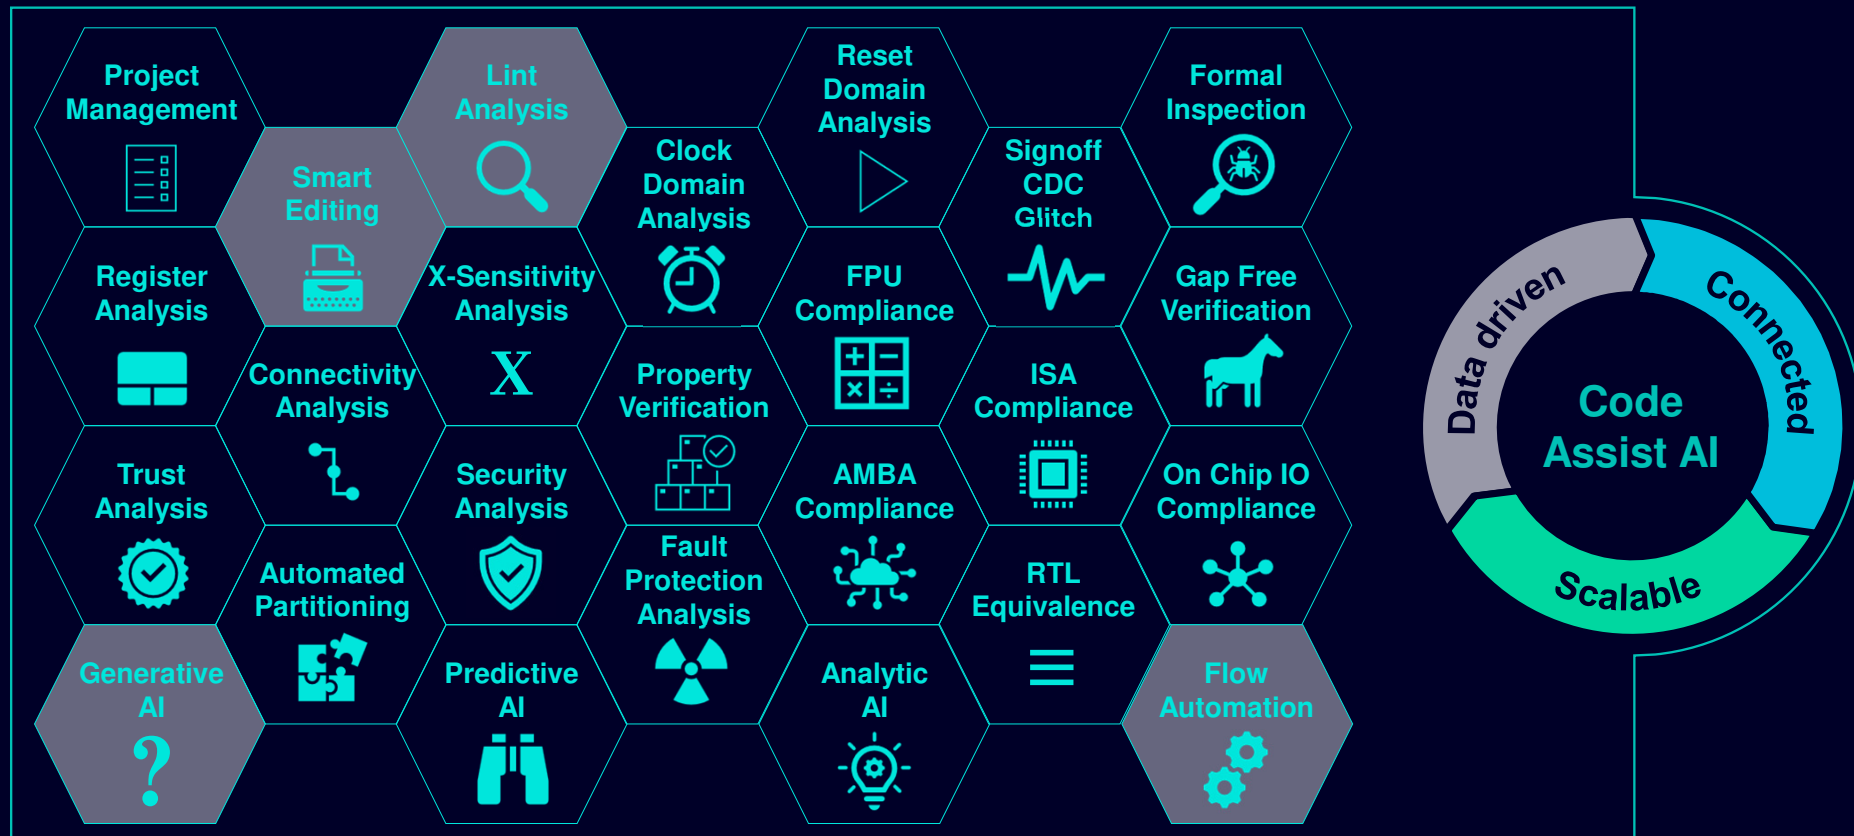 Project
Management
Lint
Analysis
Reset
Domain
Analysis
Formal
Inspection
Smart
Editing
Clock
Domain
Analysis
Signoff
CDC
Glitch
Register
Analysis
X-Sensitivity
Analysis
X
FPU
Compliance
Gap Free
Verification
Connectivity
Analysis
Property
Verification
ISA
Compliance
Trust
Analysis
Security
Analysis
AMBA
Compliance
On Chip IO
Compliance
Automated
Partitioning
Fault
Protection
Analysis
RTL
Equivalence
Generative
AI
?
Predictive
AI
Analytic
AI
Flow
Automation
Data driven
Connected
Scalable
Code
Assist AI